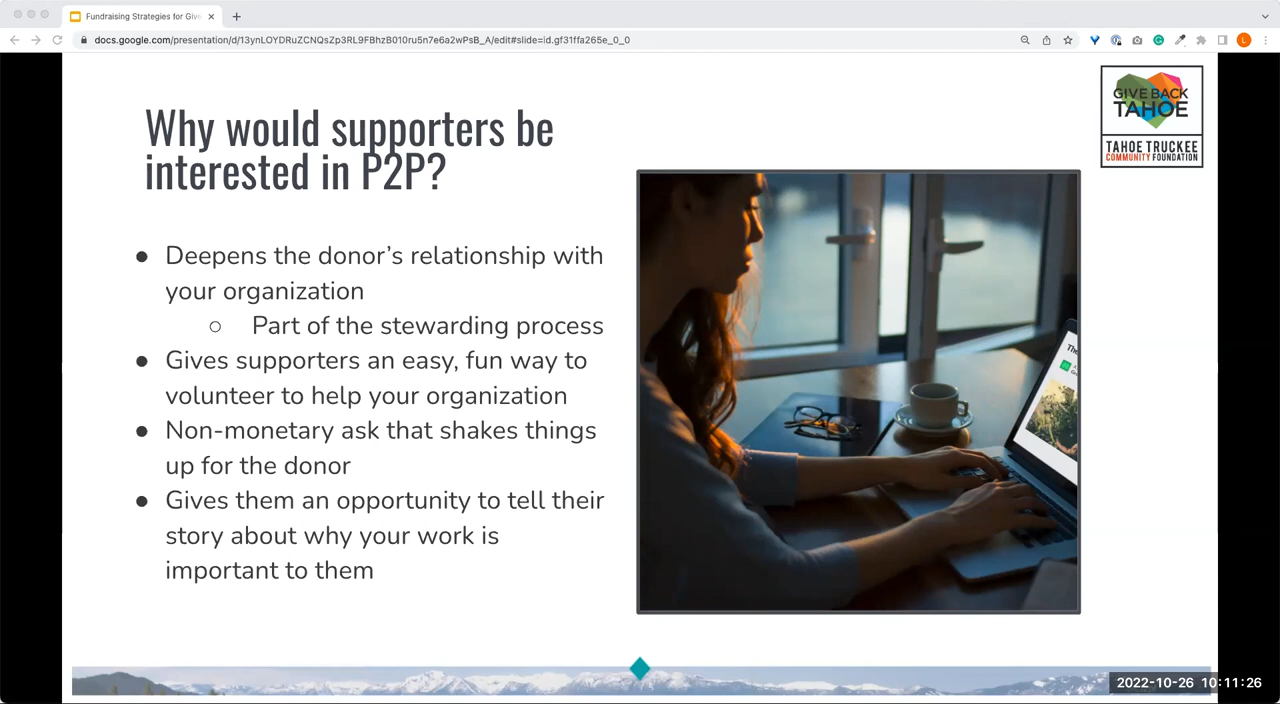 Fundraising Strategies for Give
docs.google.com/presentation/d/13ynLOYDRuZCNQsZp3RL9FBhzB010ru5n7e6a2wPsB_A/edit#slide=id.gf31ffa265e_0_0
L
GIVE BACK
TAHOE
TAHOE TRUCKEE
COMMUNITY FOUNDATION
Why would supporters be
interested in P2P?
● Deepens the donor’s relationship with
your organization
○ Part of the stewarding process
● Gives supporters an easy, fun way to
volunteer to help your organization
● Non-monetary ask that shakes things
up for the donor
● Gives them an opportunity to tell their
story about why your work is
important to them
2022-10-26 10:11:26